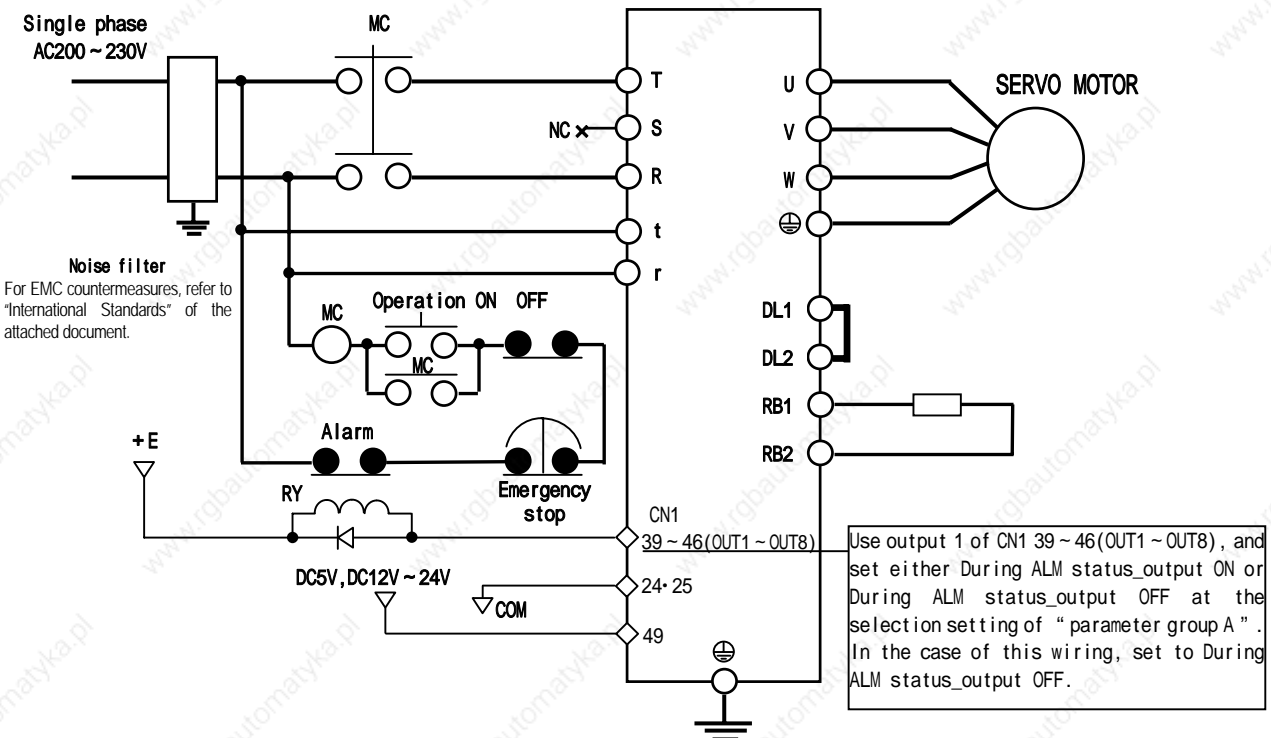 Single phase
AC200 ~ 230V
MC
T
S
NC
R
t
r
U
V
W
SERVO MOTOR
Noise filter
For EMC countermeasures, refer to
“International Standards” of the
attached document.
MC
Operation ON OFF
MC
DL1
DL2
RB1
RB2
+E
Alarm
Emergency
stop
RY
DC5V,DC12V ~ 24V
COM
CN1
39 ~ 46(OUT1 ~ OUT8)
24・25
49
Use output 1 of CN1 39 ~ 46(OUT1 ~ OUT8), and
set either During ALM status_output ON or
During ALM status_output OFF at the
selection setting of “parameter group A”.
In the case of this wiring, set to During
ALM status_output OFF.
www.rgbautomatyka.pl